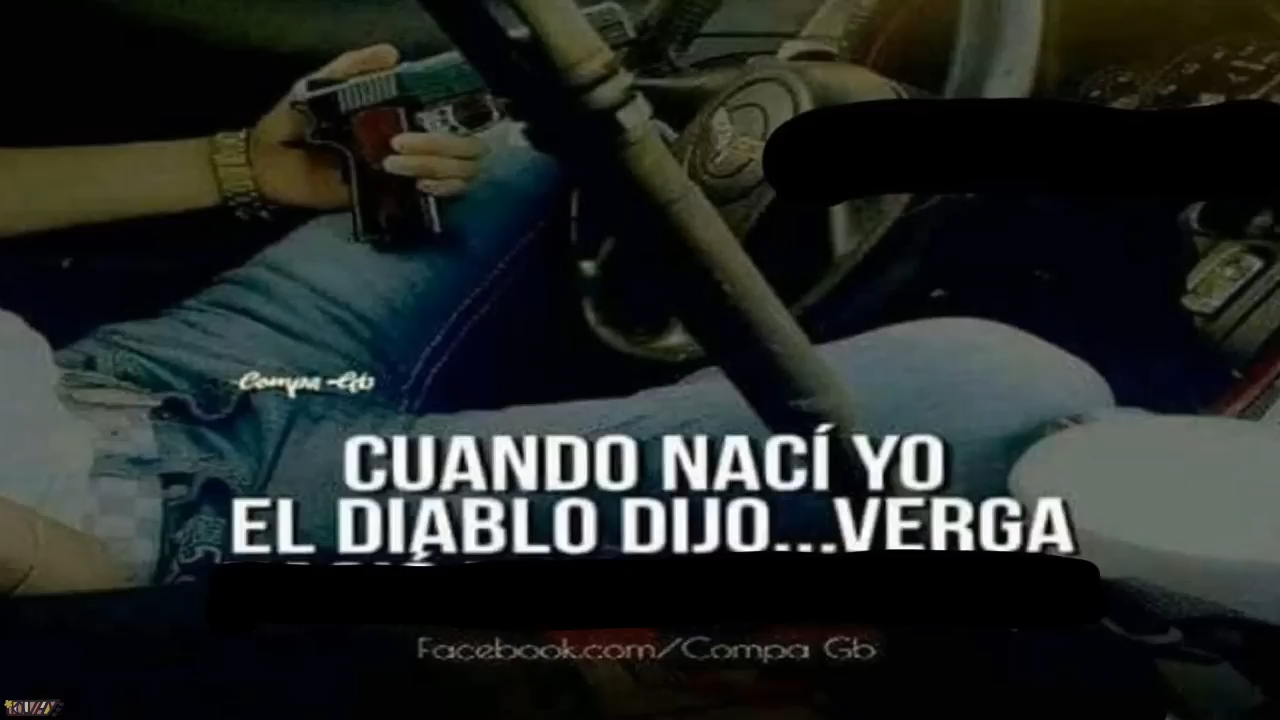 Compa Gb
CUANDO NACÍ YO
EL DIABLO DIJO...VERGA
Facebook.com/Compa Gb